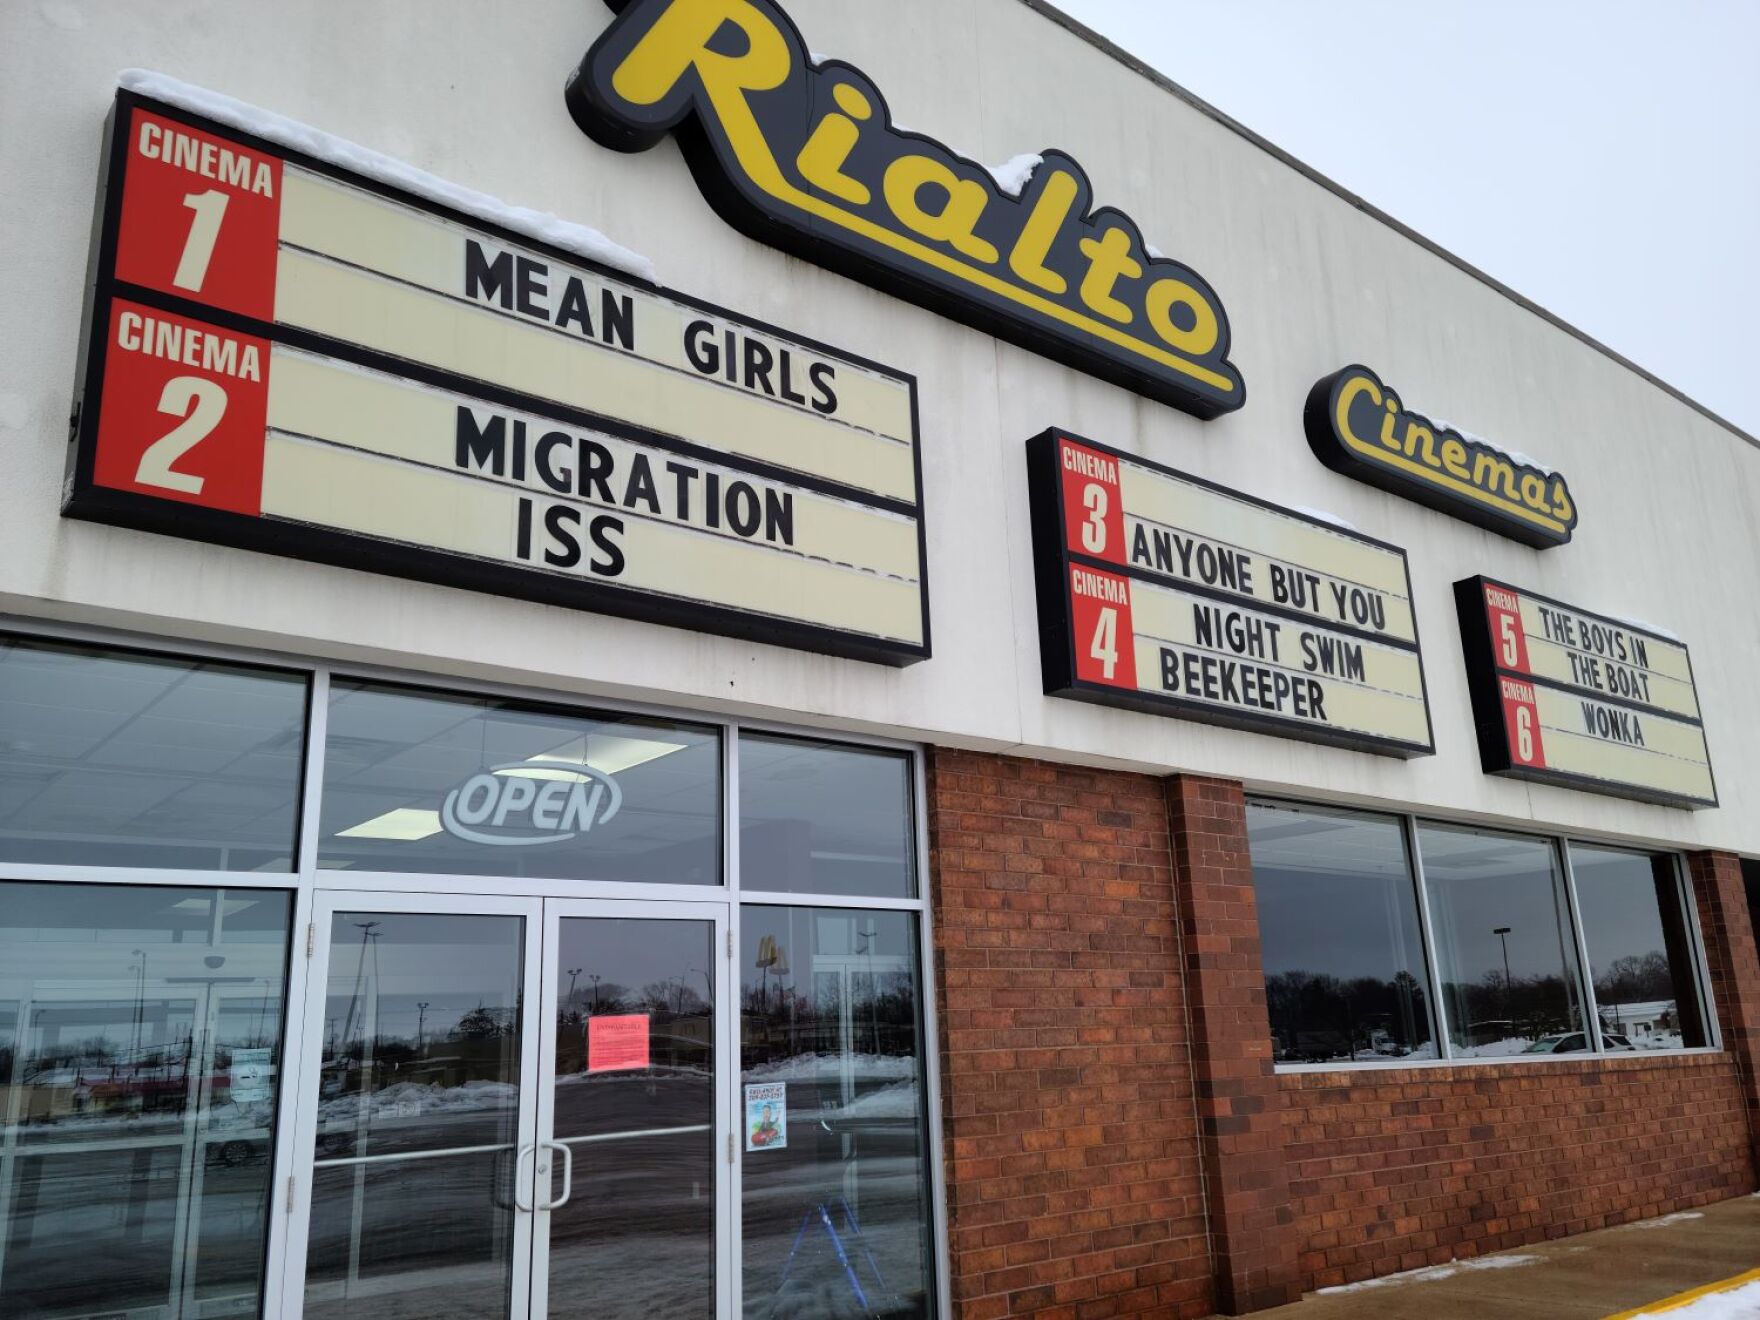 Rialto
Cinemas
CINEMA
1
MEAN GIRLS
CINEMA
2
MIGRATION
ISS
CINEMA
3
ANYONE BUT YOU
CINEMA
4
NIGHT SWIM
BEEKEEPER
CINEMA
5
THE BOYS IN
THE BOAT
CINEMA
6
WONKA
OPEN